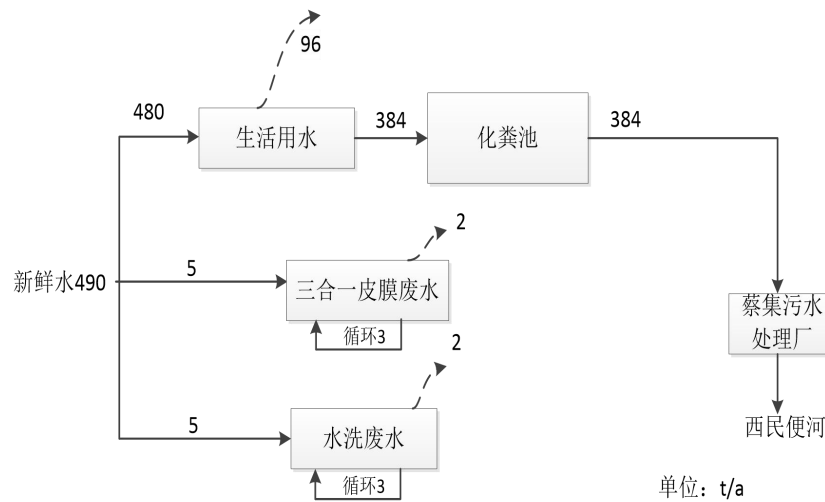 96
480
生活用水
384
化粪池
384
新鲜水490
5
三合一皮膜废水
2
循环3
蔡集污水
处理厂
5
水洗废水
2
循环3
西民便河
单位：t/a